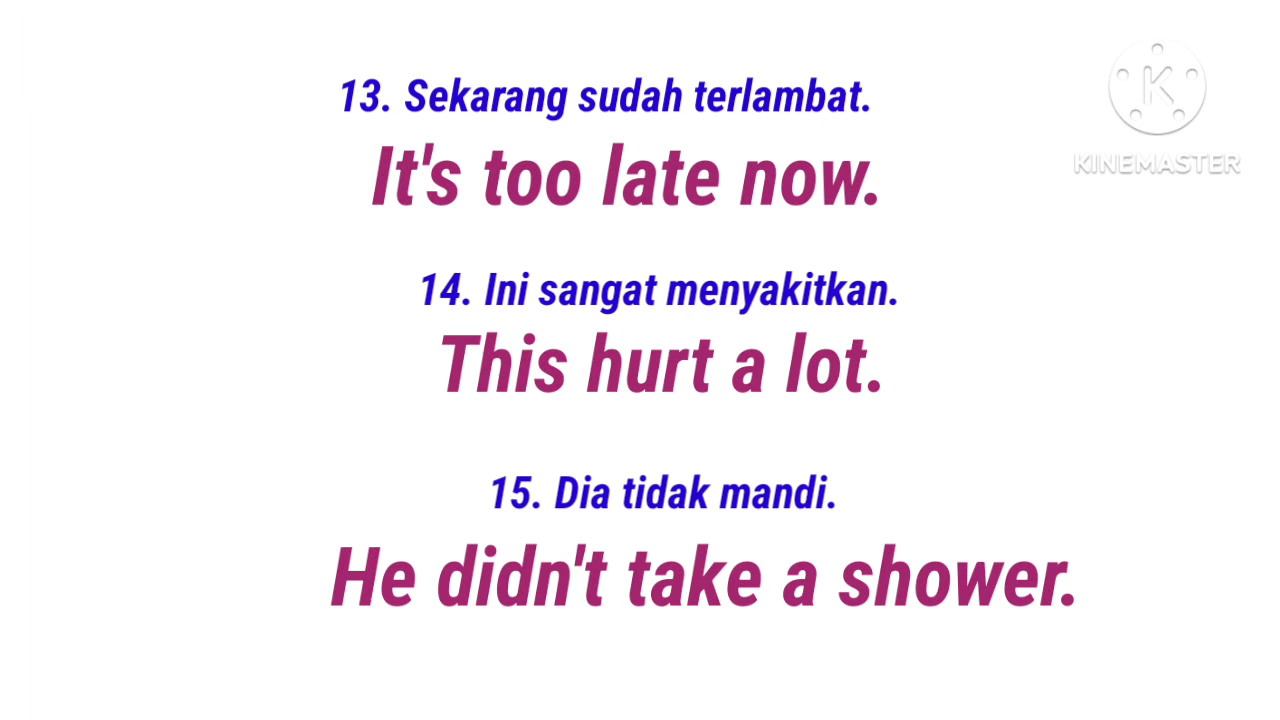 13. Sekarang sudah terlambat.
It's too late now.
KINEMASTER
14. Ini sangat menyakitkan.
This hurt a lot.
15. Dia tidak mandi.
He didn't take a shower.